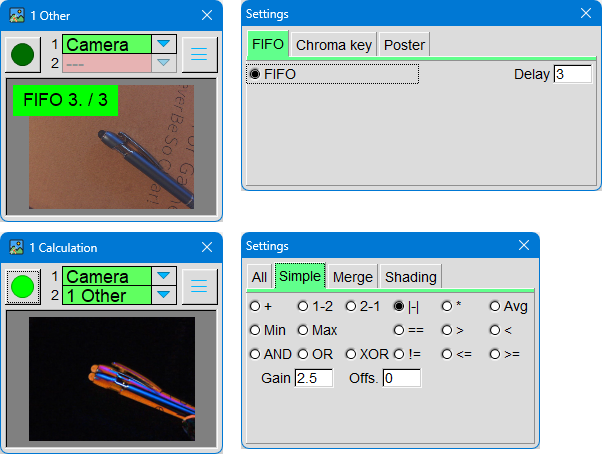 1 Other
1 Camera
2 ---
FIFO 3. / 3
Settings
FIFO Chroma key Poster
FIFO Delay 3
1 Calculation
1 Camera
2 1 Other
Settings
All Simple Merge Shading
+ 1-2 2-1 |-| * Avg
Min Max == > <
AND OR XOR != <= >=
Gain 2.5 Offs. 0